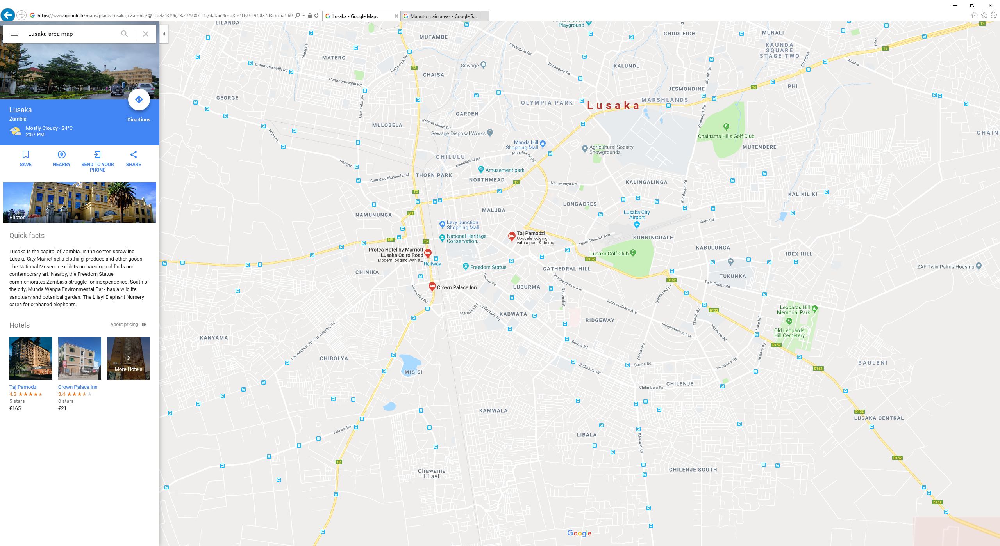 https://www.google.fr/maps/place/Lusaka,+Zambia/@-15.4253496,28.2979087,14z/data=!4m5!3m4!1s0x1940f37d3cbcaa49:0:
Lusaka - Google Maps
Maputo main areas - Google S...
Lusaka area map
Lusaka
Zambia
Directions
Mostly Cloudy · 24°C
2:57 PM
SAVE
NEARBY
SEND TO YOUR
PHONE
SHARE
Photos
Quick facts
Lusaka is the capital of Zambia. In the center, sprawling
Lusaka City Market sells clothing, produce and other goods.
The National Museum exhibits archaeological finds and
contemporary art. Nearby, the Freedom Statue
commemorates Zambia's struggle for independence. South of
the city, Munda Wanga Environmental Park has a wildlife
sanctuary and botanical garden. The Lilayi Elephant Nursery
cares for orphaned elephants.
Hotels
About pricing
More Hotels
Taj Pamodzi
4.3
5 stars
€165
Crown Palace Inn
3.4
0 stars
€21
LILANDA
Playground
MUTAMBE
CHUDLEIGH
St
MUNALI
T4
Palm
KAUNDA
SQUARE
STAGE TWO
T4
Chitanda
MATERO
Lumumba Rd
Kasangula Rd
Chongwe
Acacia
Commonwealth Rd
T2
CHAISA
Sewage
Kasangula Rd
KALUNDU
Munali Rd
Commonwealth Rd
JESMONDINE
T4
PHI
GEORGE
Lumumba Rd
OLYMPIA PARK
Lusaka
MARSHLANDS
GARDEN
Kamloops Rd
MULOBELA
Katima Mulilo Rd
Sewage Disposal Works
Mungwi
Chainama Hills Golf Club
CHAIN
Manda Hill
Shopping Mall
Agricultural Society
Showgrounds
MUTENDERE
CHILULU
Manchinchi Rd
Manchinchi Rd
Mungwi
Amusement park
THORN PARK
Chandwe Musonda Rd
NORTHMEAD
T4
Nangwenya Rd
KALINGALINGA
Kamloops Rd
T2
KALIKILIKI
LONGACRES
MALUBA
Lusaka City
Airport
M9
NAMUNUNGA
Levy Junction
Shopping Mall
Kudu Rd
National Heritage
Conservation...
Taj Pamodzi
Upscale lodging
with a pool & dining
Haile Selassie Ave
SUNNINGDALE
M9
T2
Protea Hotel by Marriott
Lusaka Cairo Road
Modern lodging with a...
Railway
Lusaka Golf Club
D152
KABULONGA
IBEX HILL
Freedom Statue
CATHEDRAL HILL
CHINIKA
ZAF Twin Palms Housing
TUKUNKA
Burma Rd
Independence Ave
D152
Twin Palms Rd
Crown Palace Inn
LUBURMA
Nationalist
Lumumba Rd
Brentwood Dr
Independence Ave
Manshya Rd
Chilimbulu Rd
KABWATA
D152
Leopards Hill
Memorial Park
RIDGEWAY
Chindo Rd
Independence Ave
Mutende Rd
Lake Rd
Old Leopards
Hill Cemetery
KANYAMA
Los Angeles Rd
Los Angeles Rd
Burma Rd
Chitukuko
D152
Buluwe Rd
CHIBOLYA
MISISI
Chilimbulu Rd
Burma Rd
Mwapona Rd
BAULENI
D152
CHILENJE
Chilimbulu Rd
KAMWALA
D152
LUSAKA CENTRAL
Makeni Rd
LIBALA
Kasama Rd
D152
T2
Chawama
Lilayi
CHILENJE SOUTH
D152
Google